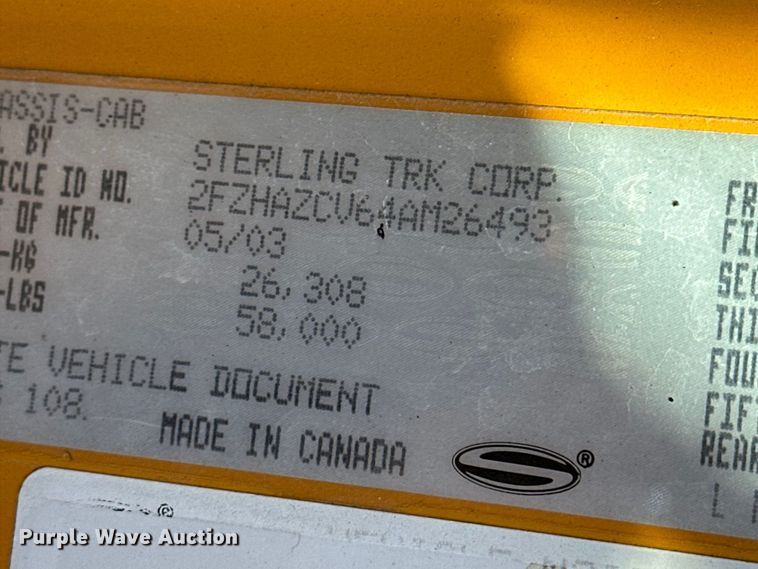 ASSIS-CAB
BY
STERLING TRK CORP.
ICLE ID NO. 2FZHAZCV64AM26493
OF MFR. 05/03
-KG 26,308
-LBS 58,000
TE VEHICLE DOCUMENT
108.
MADE IN CANADA
®
FR
FI
SEC
THI
FOU
FIFT
REAR
Purple Wave Auction®